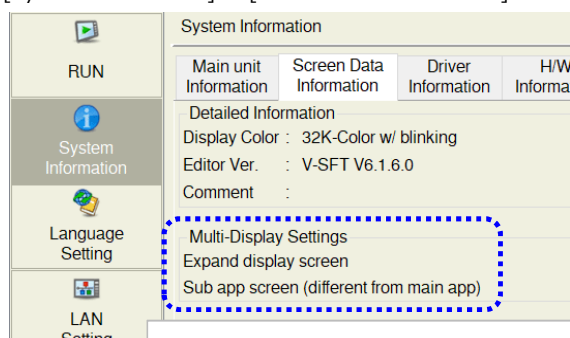 System Information
RUN
Main unit Information
Screen Data Information
Driver Information
H/W
System Information
Detailed Information
Display Color : 32K-Color w/ blinking
Editor Ver. : V-SFT V6.1.6.0
Comment :
Language Setting
Multi-Display Settings
Expand display screen
Sub app screen (different from main app)
LAN